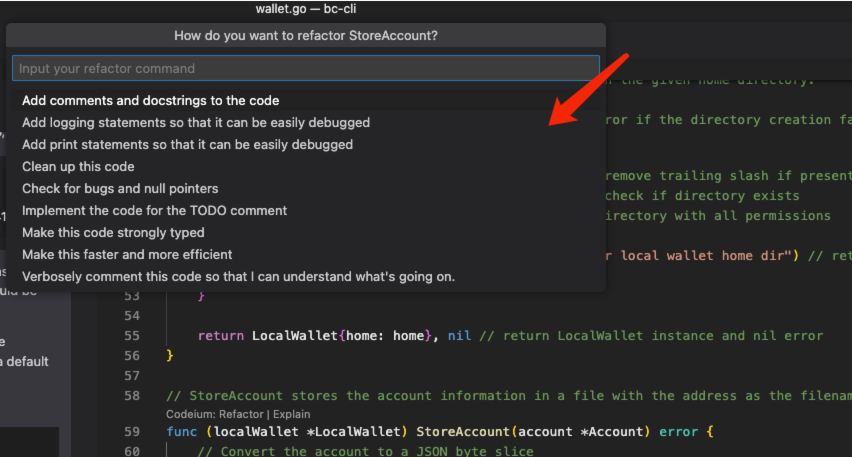 wallet.go — bc-cli
How do you want to refactor StoreAccount?
Input your refactor command
the given home directory.
Add comments and docstrings to the code
Add logging statements so that it can be easily debugged
ror if the directory creation fa
Add print statements so that it can be easily debugged
Clean up this code
remove trailing slash if present
Check for bugs and null pointers
check if directory exists
Implement the code for the TODO comment
irectory with all permissions
Make this code strongly typed
Make this faster and more efficient
r local wallet home dir") // ret
Verbosely comment this code so that I can understand what's going on.
53 }
54
55 return LocalWallet{home: home}, nil // return LocalWallet instance and nil error
56 }
a default
57
58 // StoreAccount stores the account information in a file with the address as the filenam
Codeium: Refactor | Explain
59 func (localWallet *LocalWallet) StoreAccount(account *Account) error {
60 // Convert the account to a JSON byte slice